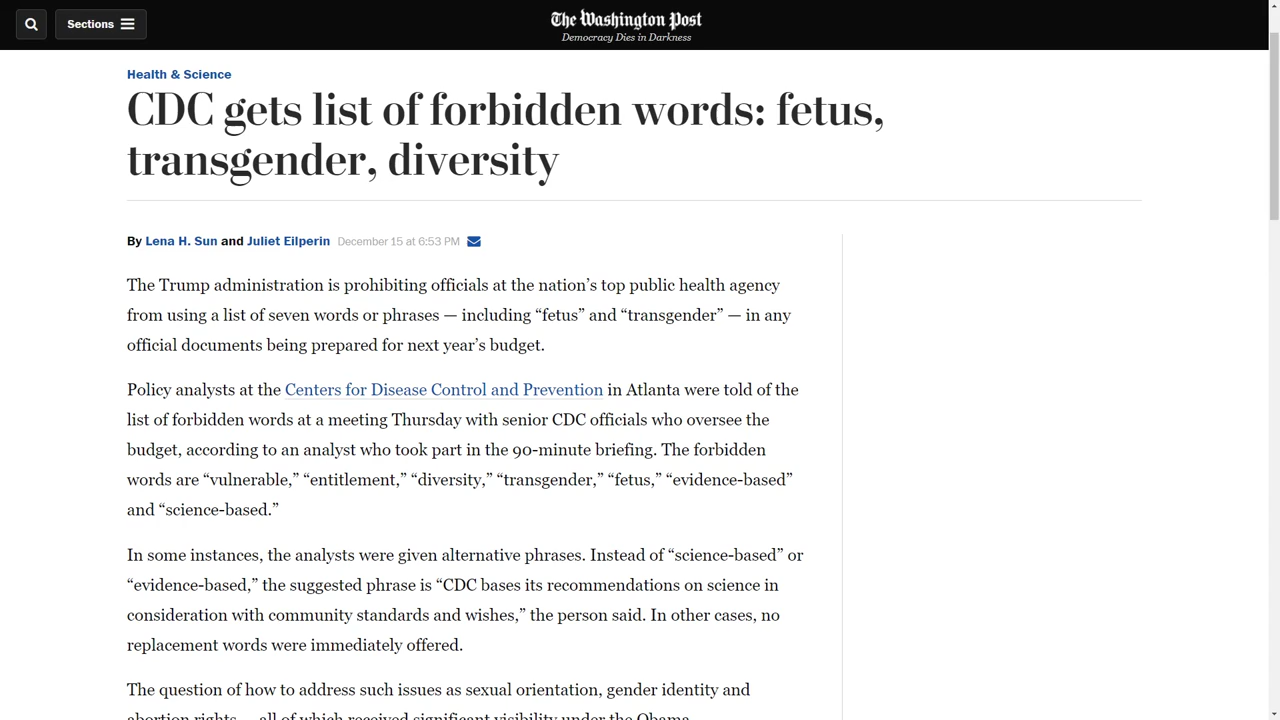 Sections
The Washington Post
Democracy Dies in Darkness
Health & Science
CDC gets list of forbidden words: fetus,
transgender, diversity
By Lena H. Sun and Juliet Eilperin December 15 at 6:53 PM
The Trump administration is prohibiting officials at the nation’s top public health agency
from using a list of seven words or phrases — including “fetus” and “transgender” — in any
official documents being prepared for next year’s budget.
Policy analysts at the Centers for Disease Control and Prevention in Atlanta were told of the
list of forbidden words at a meeting Thursday with senior CDC officials who oversee the
budget, according to an analyst who took part in the 90-minute briefing. The forbidden
words are “vulnerable,” “entitlement,” “diversity,” “transgender,” “fetus,” “evidence-based”
and “science-based.”
In some instances, the analysts were given alternative phrases. Instead of “science-based” or
“evidence-based,” the suggested phrase is “CDC bases its recommendations on science in
consideration with community standards and wishes,” the person said. In other cases, no
replacement words were immediately offered.
The question of how to address such issues as sexual orientation, gender identity and
abortion rights — all of which received significant visibility under the Obama